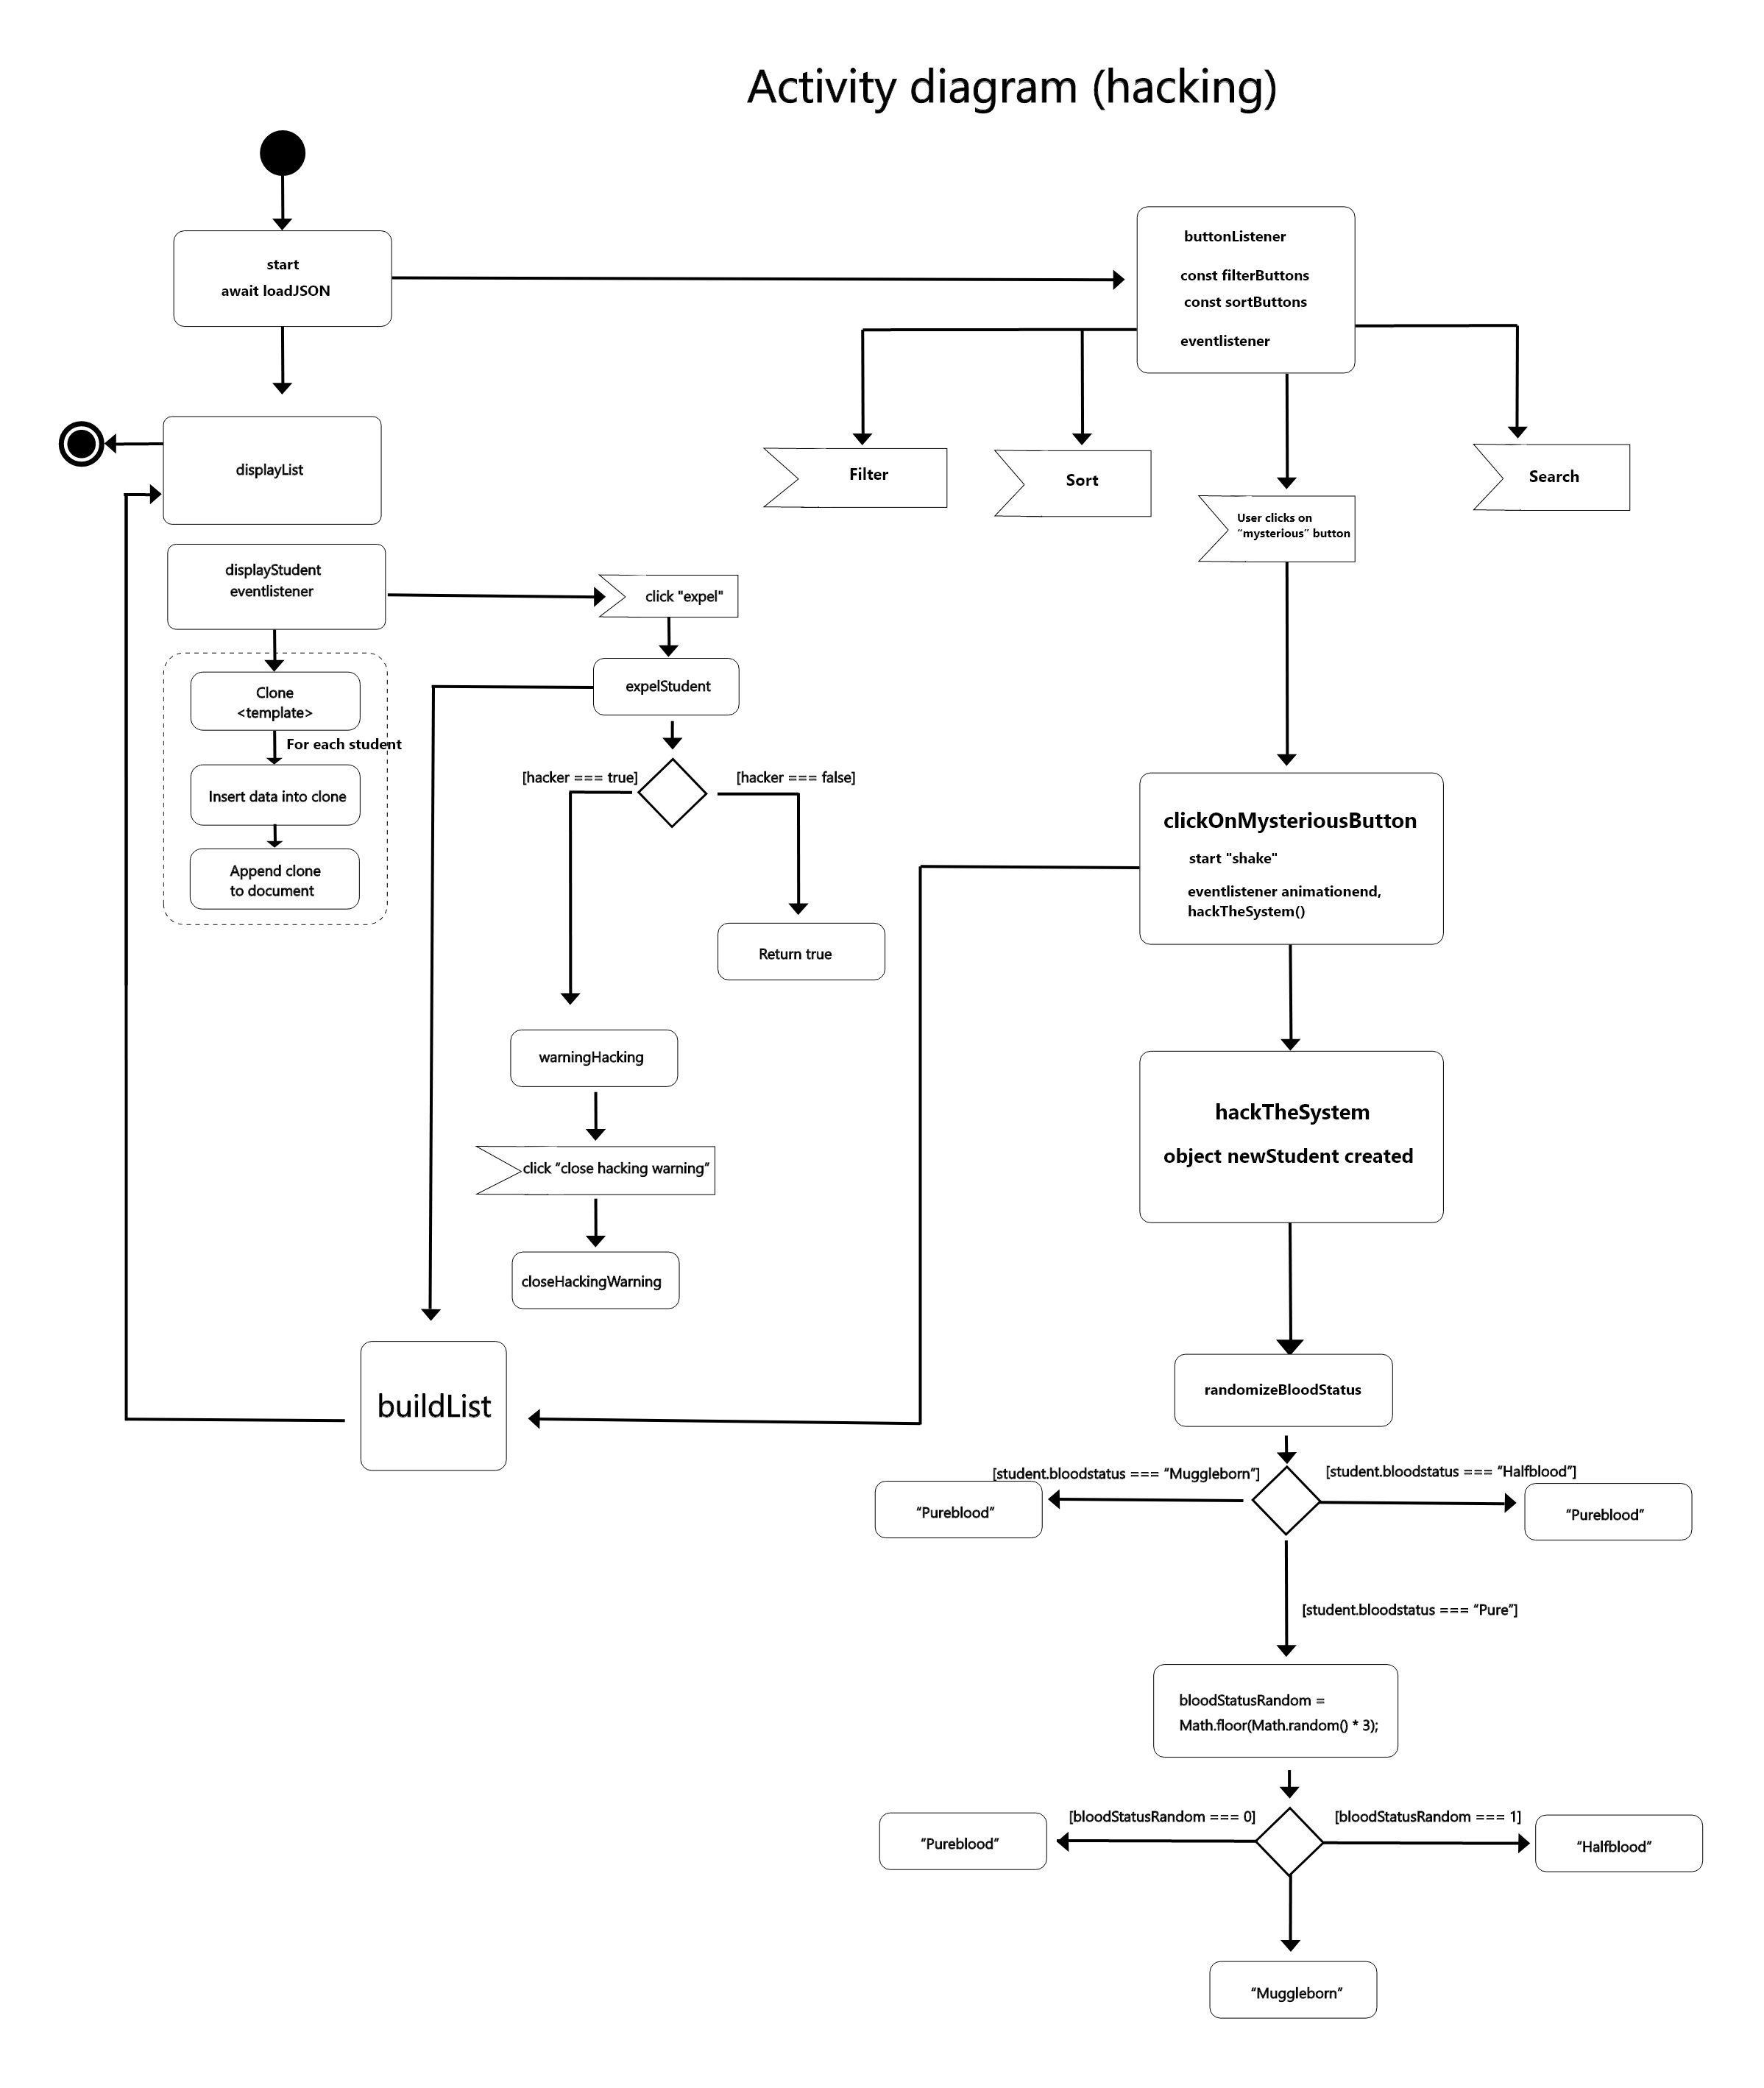 Activity diagram (hacking)
start
await loadJSON
buttonListener
const filterButtons
const sortButtons
eventlistener
displayList
Filter
Sort
User clicks on
“mysterious” button
Search
displayStudent
eventlistener
click "expel"
Clone
<template>
For each student
Insert data into clone
Append clone
to document
expelStudent
[hacker === true]
[hacker === false]
Return true
warningHacking
click “close hacking warning”
closeHackingWarning
buildList
clickOnMysteriousButton
start "shake"
eventlistener animationend,
hackTheSystem()
hackTheSystem
object newStudent created
randomizeBloodStatus
[student.bloodstatus === “Muggleborn”]
[student.bloodstatus === “Halfblood”]
“Pureblood”
“Pureblood”
[student.bloodstatus === “Pure”]
bloodStatusRandom =
Math.floor(Math.random() * 3);
[bloodStatusRandom === 0]
[bloodStatusRandom === 1]
“Pureblood”
“Halfblood”
“Muggleborn”